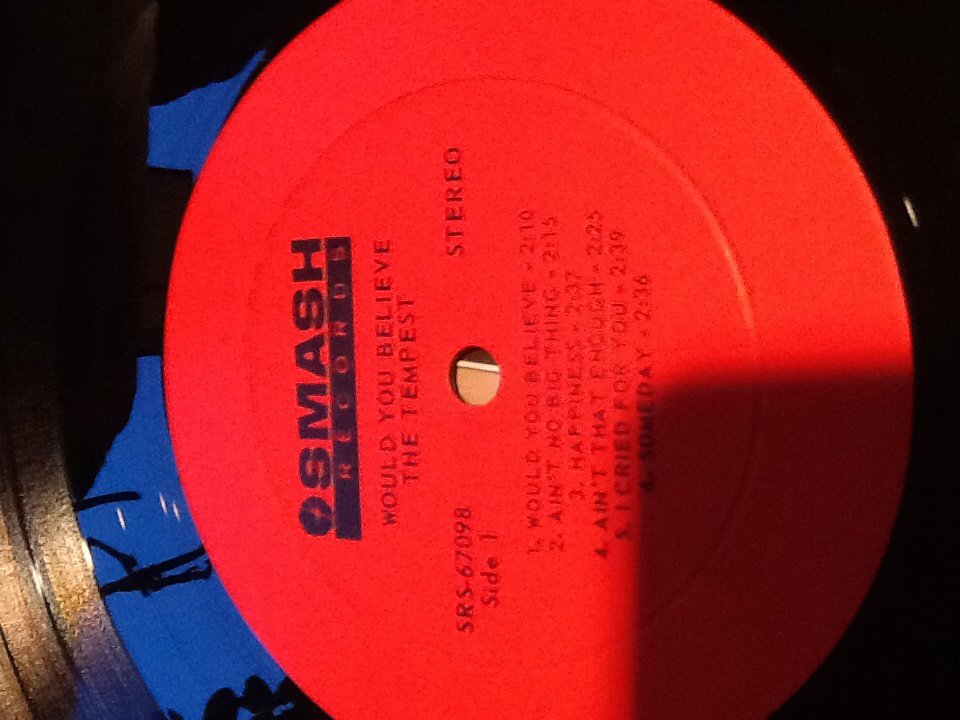 SMASH
RECORDS
WOULD YOU BELIEVE
THE TEMPEST
SRS-67098
Side 1
STEREO
1. WOULD YOU BELIEVE - 2:10
2. AIN'T NO BIG THING - 2:15
3. HAPPINESS - 2:37
4. AIN'T THAT ENOUGH - 2:25
5. I CRIED FOR YOU - 2:39
6. SOMEDAY - 2:36